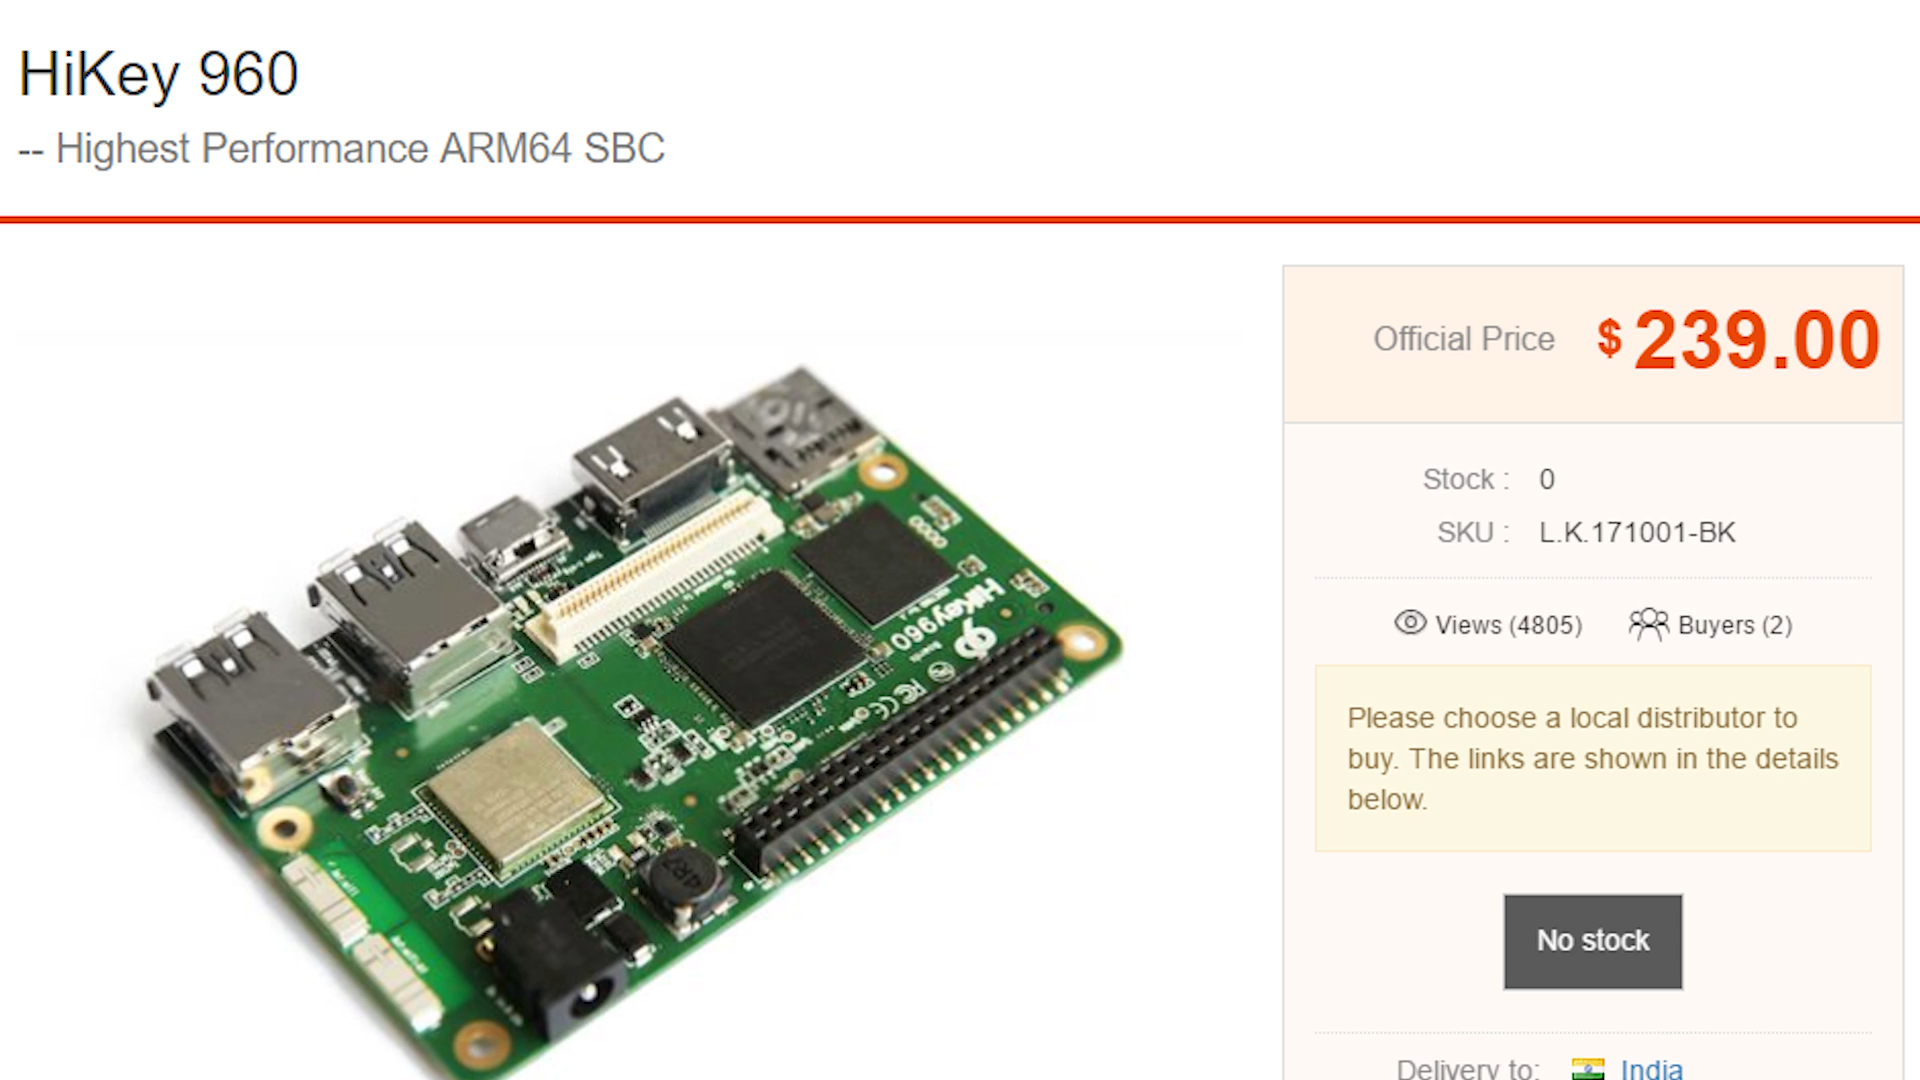 HiKey 960
-- Highest Performance ARM64 SBC
Official Price $ 239.00
Stock : 0
SKU : L.K.171001-BK
Views (4805) Buyers (2)
Please choose a local distributor to
buy. The links are shown in the details
below.
No stock
Delivery to: India
HiKey960
4R7